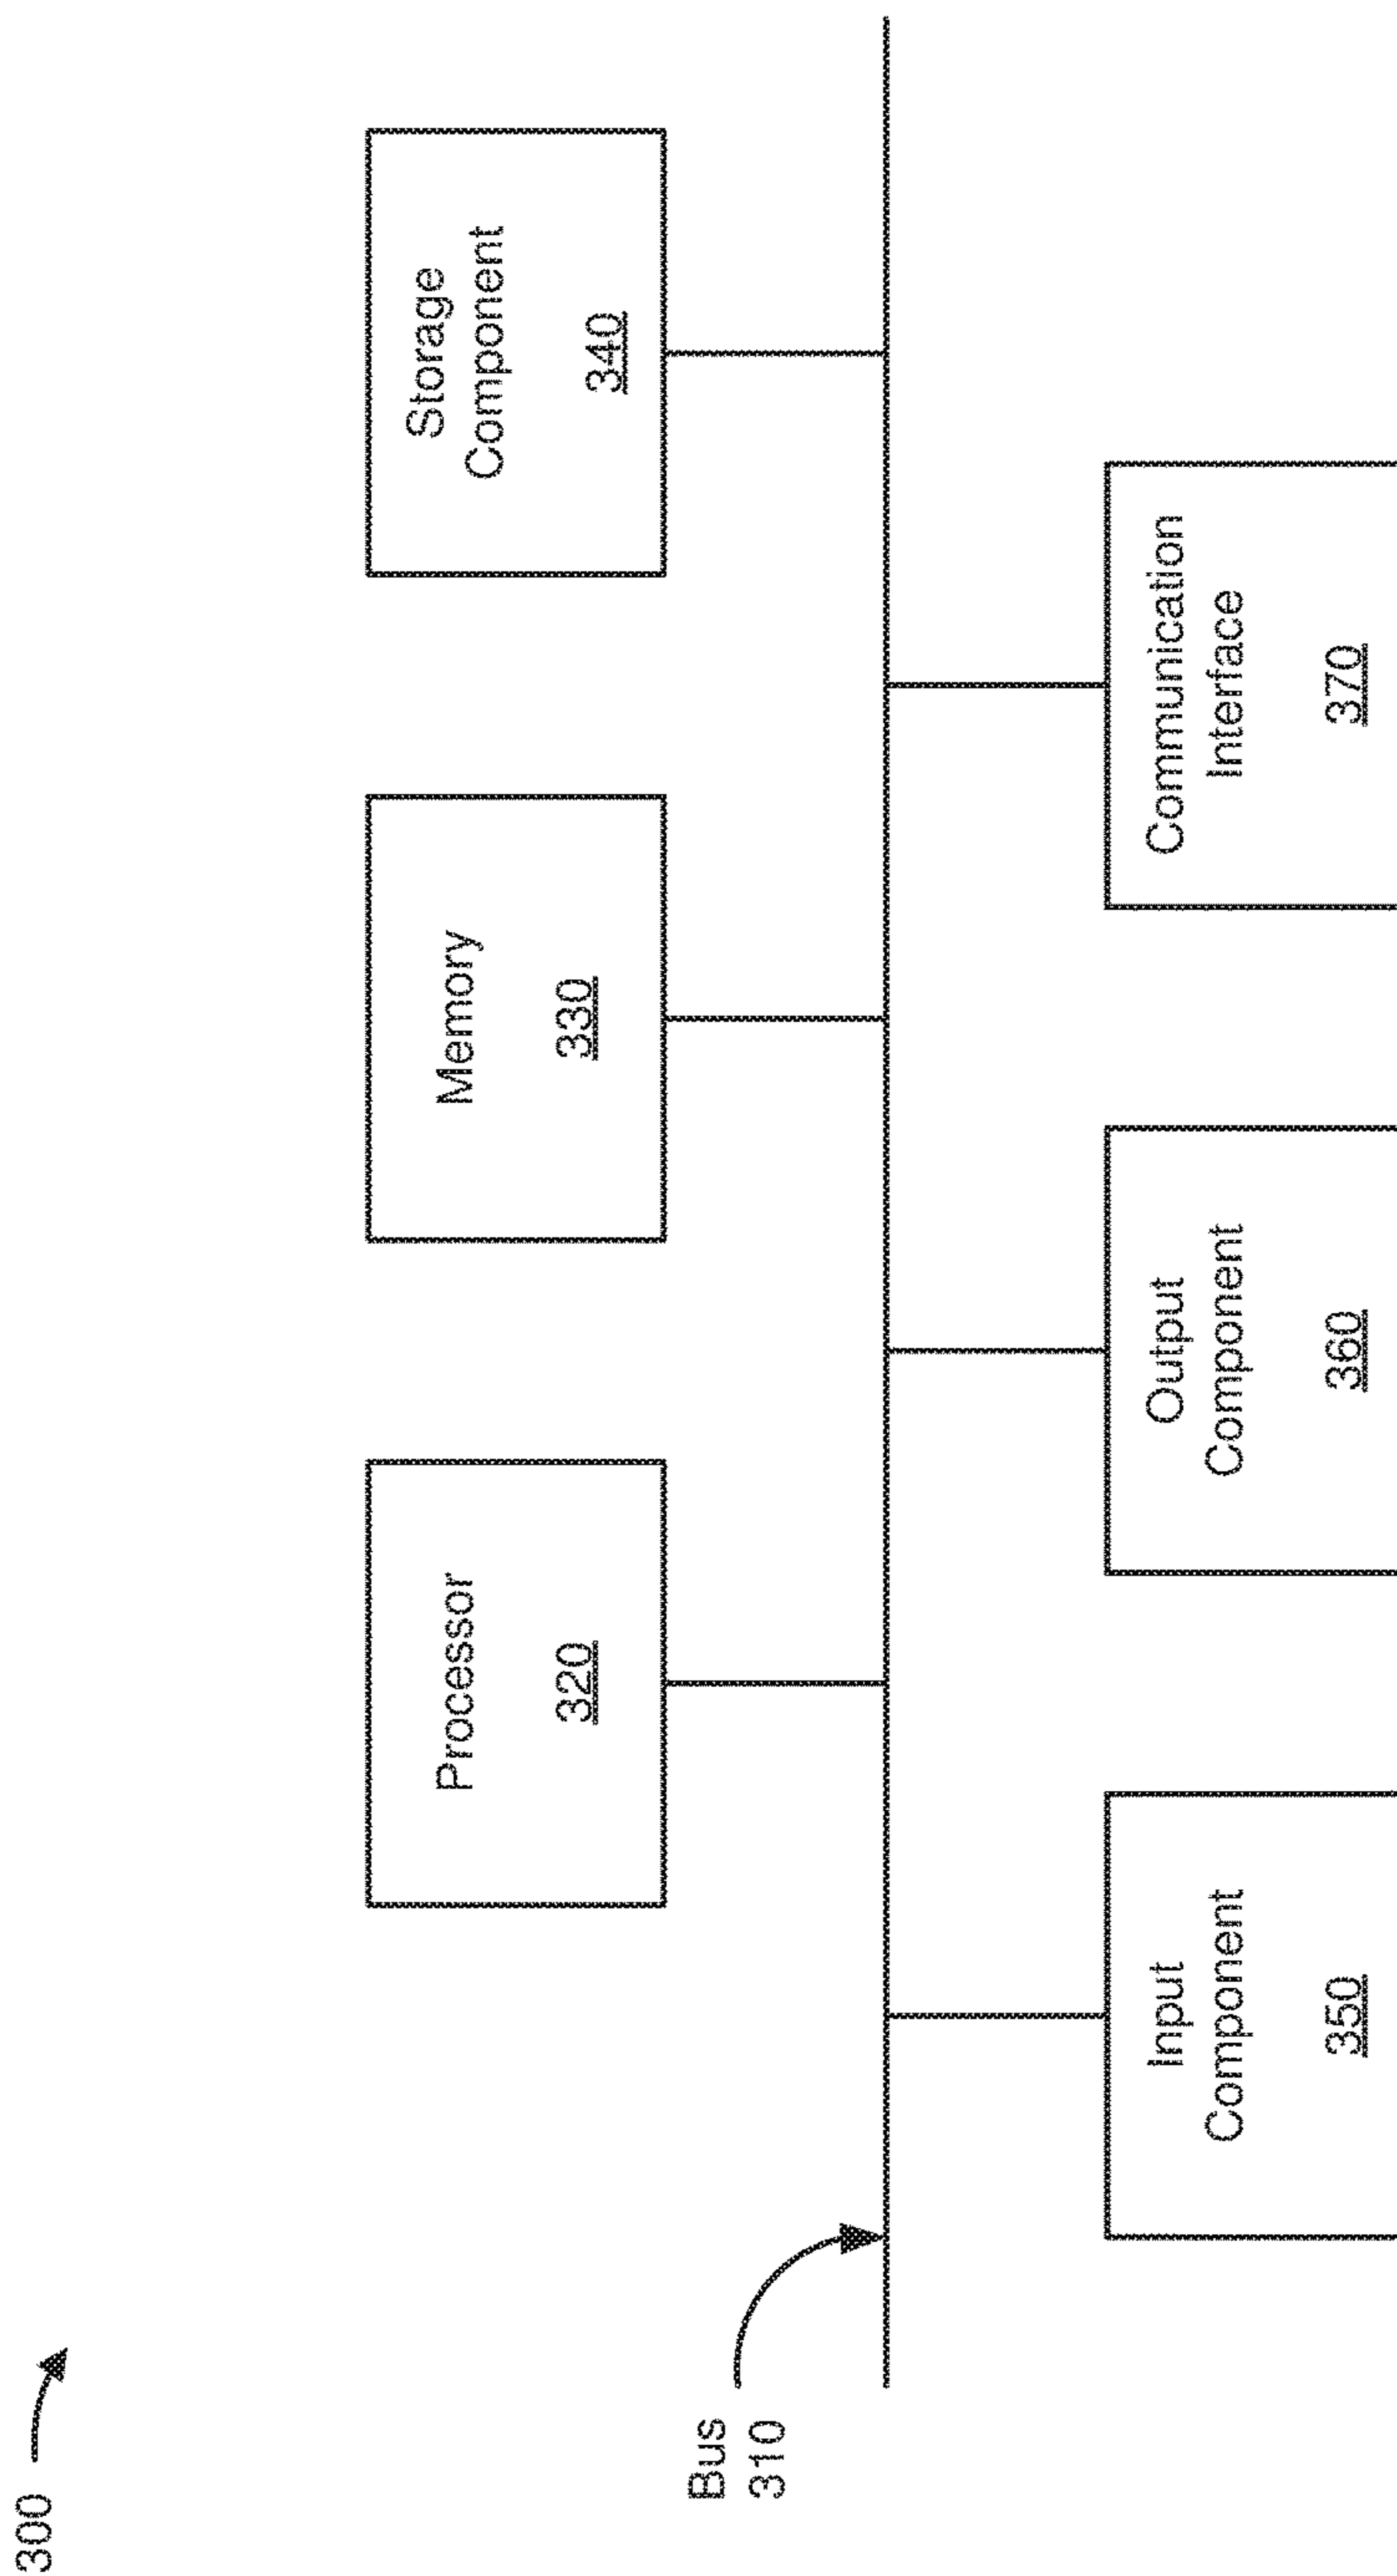 300
Processor
320
Memory
330
Storage
Component
340
Bus
310
Input
Component
350
Output
Component
360
Communication
Interface
370